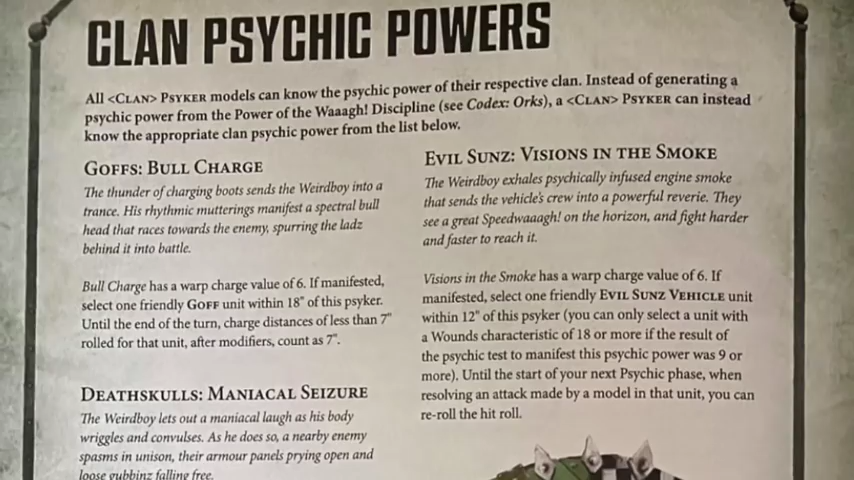 CLAN PSYCHIC POWERS
All <CLAN> PSYKER models can know the psychic power of their respective clan. Instead of generating a
psychic power from the Power of the Waaagh! Discipline (see Codex: Orks), a <CLAN> PSYKER can instead
know the appropriate clan psychic power from the list below.
GOFFS: BULL CHARGE
The thunder of charging boots sends the Weirdboy into a
trance. His rhythmic mutterings manifest a spectral bull
head that races towards the enemy, spurring the ladz
behind it into battle.
Bull Charge has a warp charge value of 6. If manifested,
select one friendly GOFF unit within 18" of this psyker.
Until the end of the turn, charge distances of less than 7"
rolled for that unit, after modifiers, count as 7".
DEATHSKULLS: MANIACAL SEIZURE
The Weirdboy lets out a maniacal laugh as his body
wriggles and convulses. As he does so, a nearby enemy
spasms in unison, their armour panels prying open and
loose gubbinz falling free.
EVIL SUNZ: VISIONS IN THE SMOKE
The Weirdboy exhales psychically infused engine smoke
that sends the vehicle's crew into a powerful reverie. They
see a great Speedwaaagh! on the horizon, and fight harder
and faster to reach it.
Visions in the Smoke has a warp charge value of 6. If
manifested, select one friendly EVIL SUNZ VEHICLE unit
within 12" of this psyker (you can only select a unit with
a Wounds characteristic of 18 or more if the result of
the psychic test to manifest this psychic power was 9 or
more). Until the start of your next Psychic phase, when
resolving an attack made by a model in that unit, you can
re-roll the hit roll.